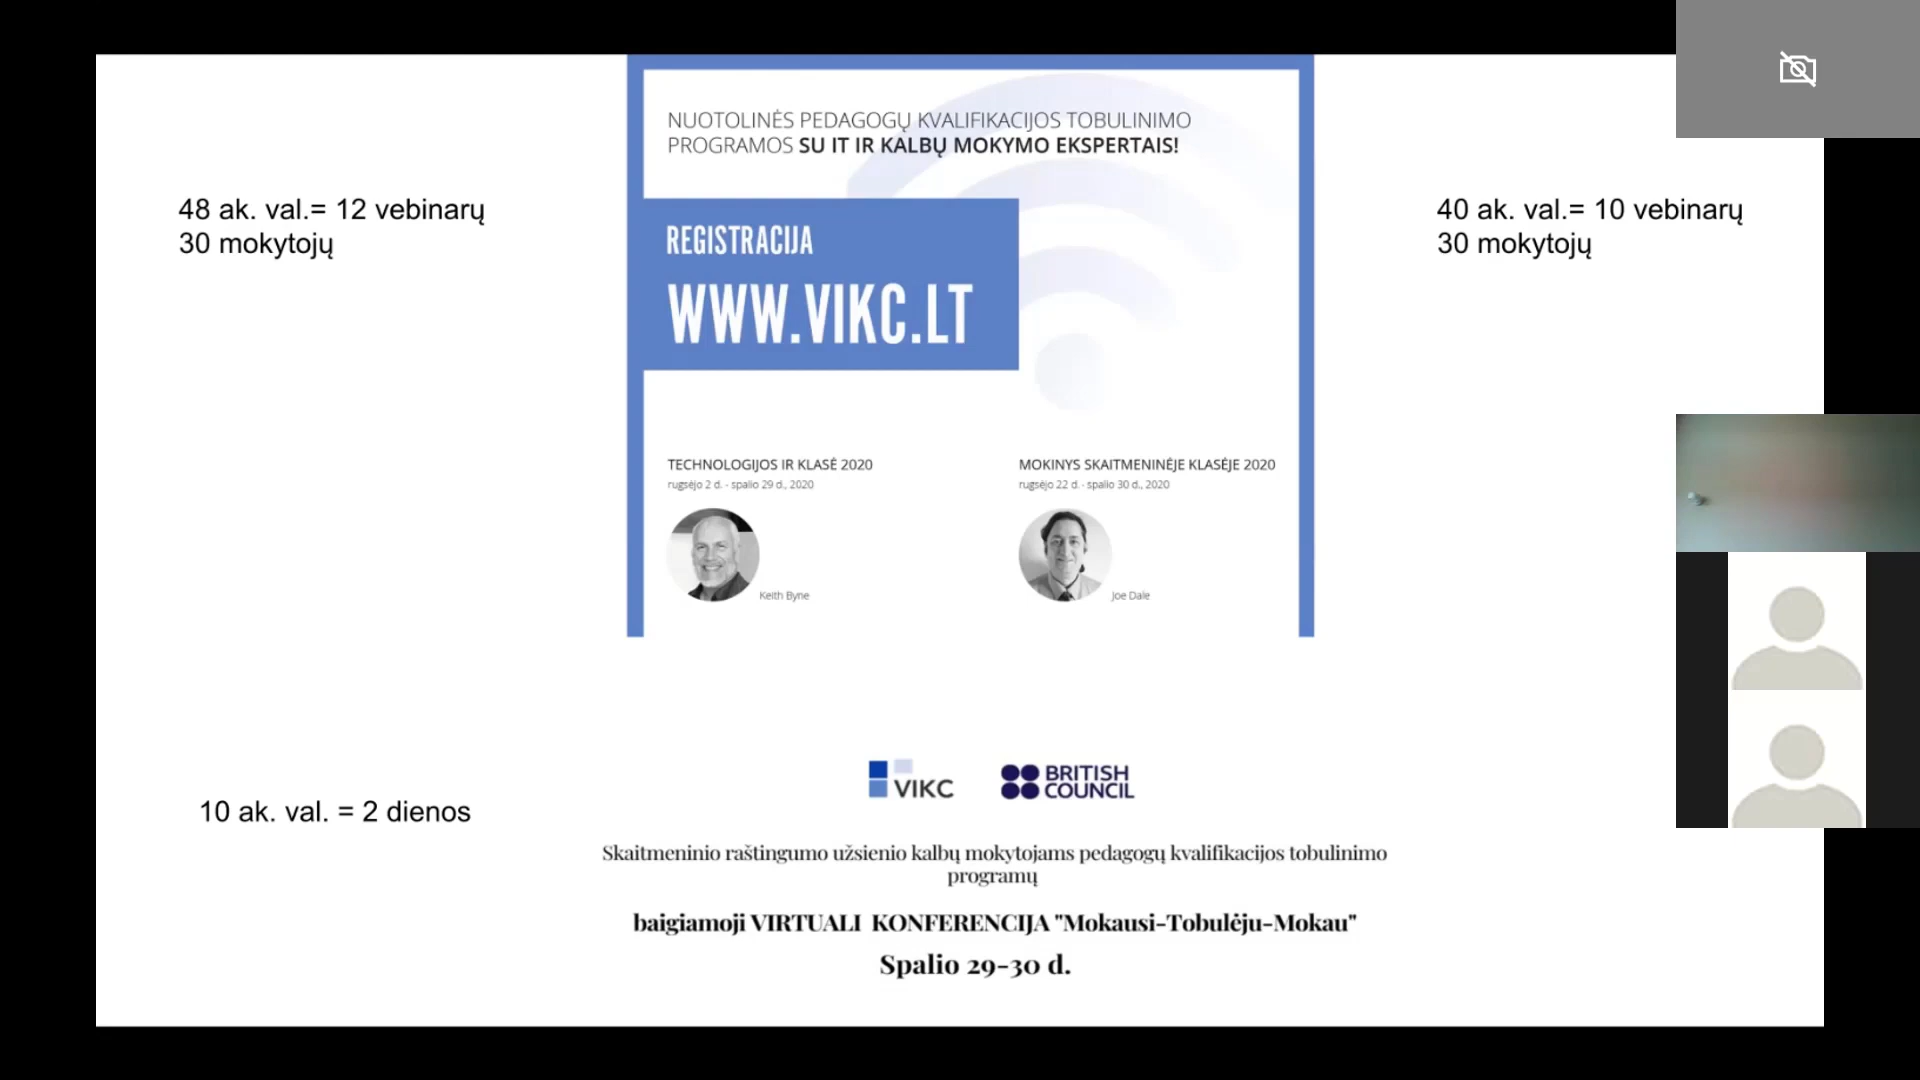 NUOTOLINĖS PEDAGOGŲ KVALIFIKACIJOS TOBULINIMO
PROGRAMOS SU IT IR KALBŲ MOKYMO EKSPERTAIS!
48 ak. val.= 12 vebinarų
30 mokytojų
REGISTRACIJA
WWW.VIKC.LT
40 ak. val.= 10 vebinarų
30 mokytojų
TECHNOLOGIJOS IR KLASĖ 2020
rugsėjo 2 d. - spalio 29 d., 2020
Keith Byne
MOKINYS SKAITMENINĖJE KLASĖJE 2020
rugsėjo 22 d. - spalio 30 d., 2020
Joe Dale
VIKC
BRITISH
COUNCIL
10 ak. val. = 2 dienos
Skaitmeninio raštingumo užsienio kalbų mokytojams pedagogų kvalifikacijos tobulinimo
programų
baigiamoji VIRTUALI KONFERENCIJA "Mokausi-Tobulėju-Mokau"
Spalio 29-30 d.